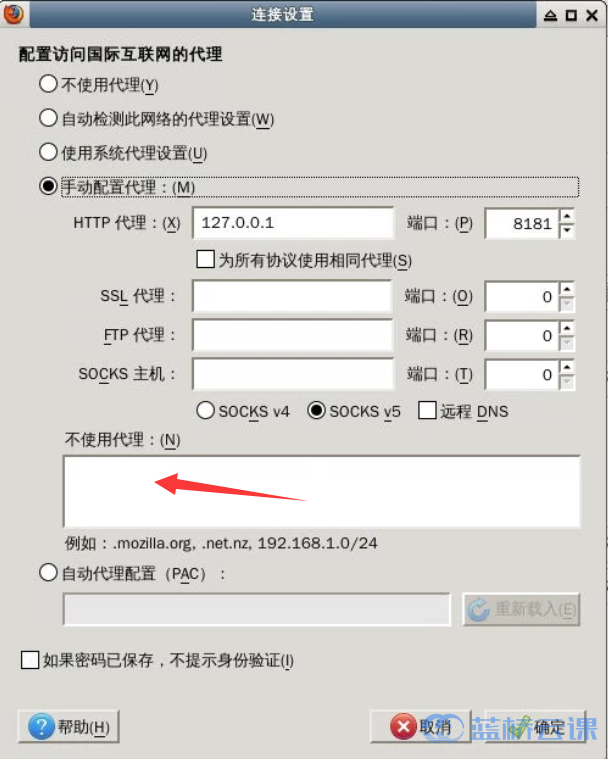 连接设置
配置访问国际互联网的代理
不使用代理(Y)
自动检测此网络的代理设置(W)
使用系统代理设置(U)
手动配置代理：(M)
HTTP 代理：(X) 127.0.0.1 端口：(P) 8181
为所有协议使用相同代理(S)
SSL 代理： 端口：(O) 0
FTP 代理： 端口：(R) 0
SOCKS 主机： 端口：(T) 0
SOCKS v4 SOCKS v5 远程 DNS
不使用代理：(N)
例如：.mozilla.org, .net.nz, 192.168.1.0/24
自动代理配置（PAC）：
重新载入(E)
如果密码已保存，不提示身份验证(I)
帮助(H) 取消 确定
蓝桥云课